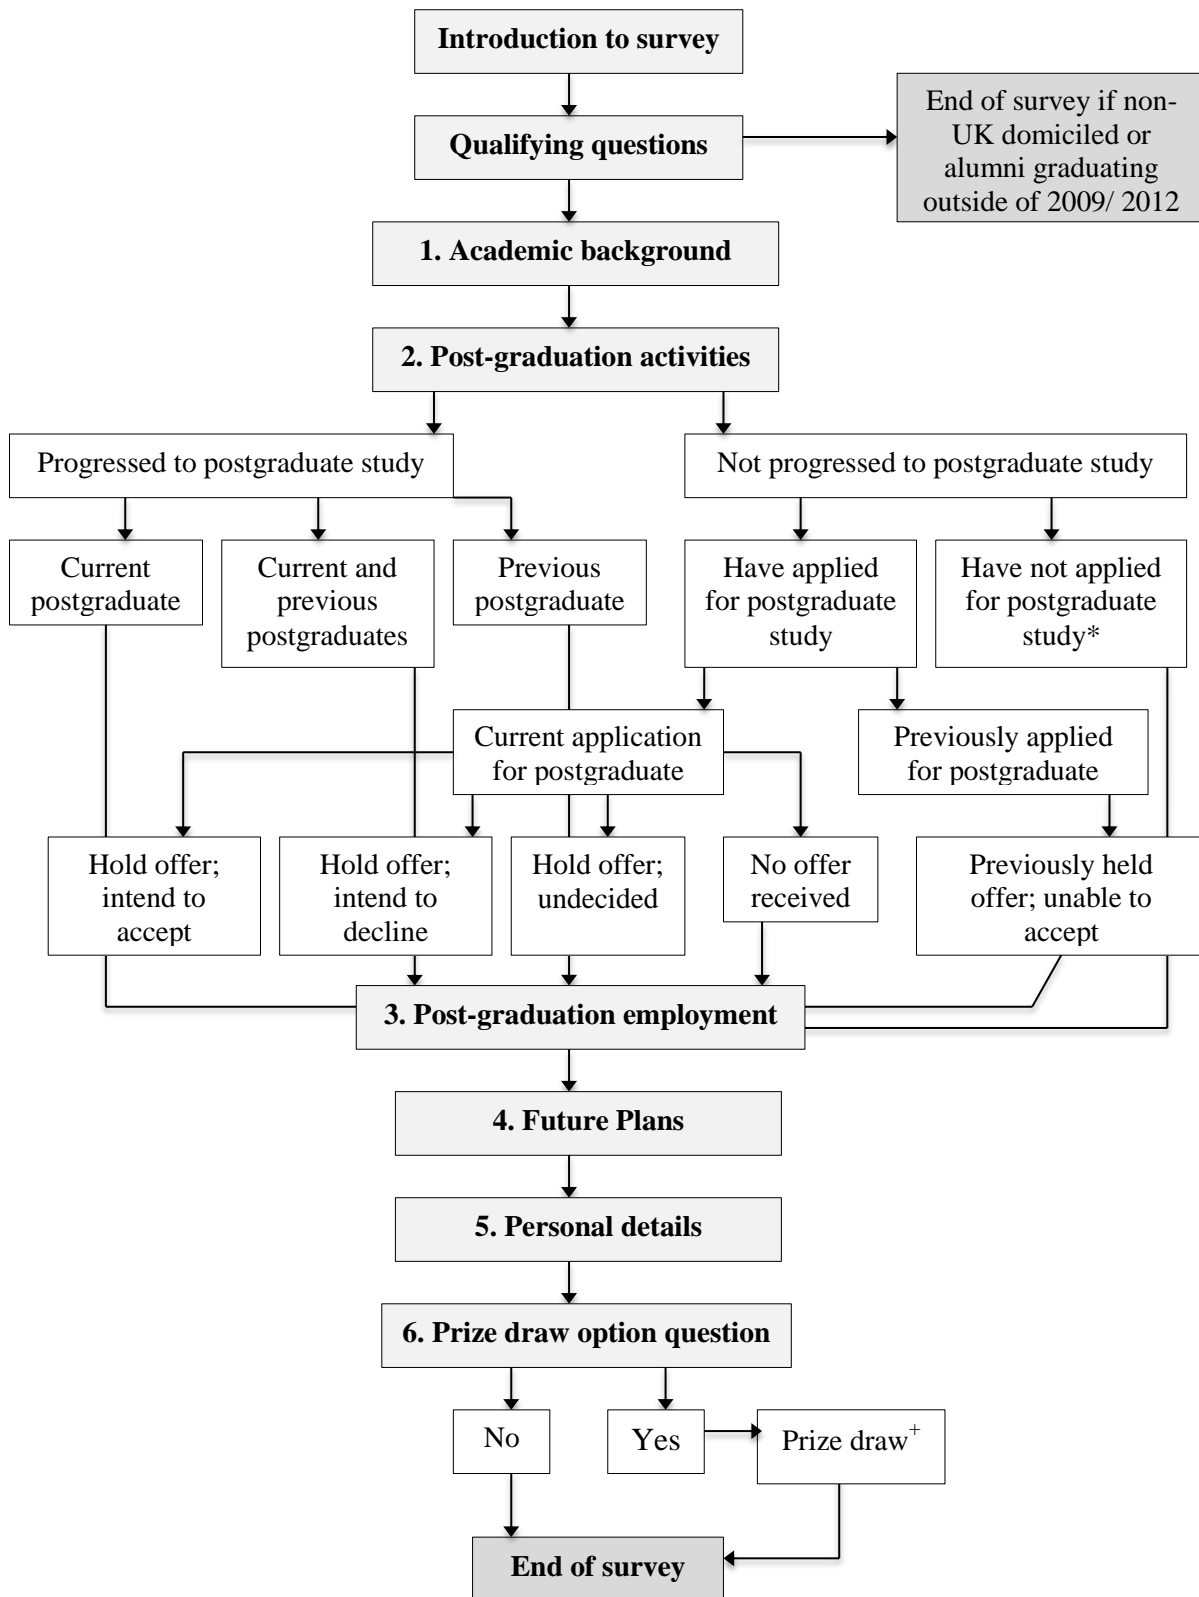 Introduction to survey
End of survey if non-
UK domiciled or
alumni graduating
outside of 2009/ 2012
Qualifying questions
1. Academic background
2. Post-graduation activities
Progressed to postgraduate study
Not progressed to postgraduate study
Current
postgraduate
Current and
previous
postgraduates
Previous
postgraduate
Have applied
for postgraduate
study
Have not applied
for postgraduate
study*
Current application
for postgraduate
Previously applied
for postgraduate
Hold offer;
intend to
accept
Hold offer;
intend to
decline
Hold offer;
undecided
No offer
received
Previously held
offer; unable to
accept
3. Post-graduation employment
4. Future Plans
5. Personal details
6. Prize draw option question
No
Yes
Prize draw+
End of survey